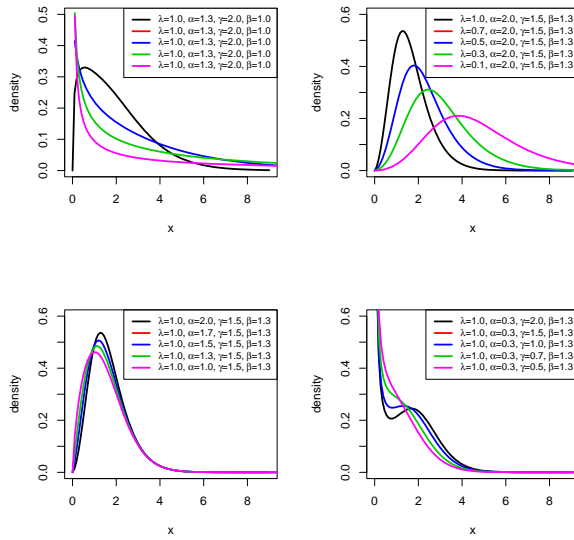 λ=1.0, α=1.3, γ=2.0, β=1.0
λ=1.0, α=1.3, γ=2.0, β=1.0
λ=1.0, α=1.3, γ=2.0, β=1.0
λ=1.0, α=1.3, γ=2.0, β=1.0
λ=1.0, α=1.3, γ=2.0, β=1.0
density
0.0 0.1 0.2 0.3 0.4 0.5
0 2 4 6 8
x
λ=1.0, α=2.0, γ=1.5, β=1.3
λ=0.7, α=2.0, γ=1.5, β=1.3
λ=0.5, α=2.0, γ=1.5, β=1.3
λ=0.3, α=2.0, γ=1.5, β=1.3
λ=0.1, α=2.0, γ=1.5, β=1.3
density
0.0 0.2 0.4 0.6
0 2 4 6 8
x
λ=1.0, α=2.0, γ=1.5, β=1.3
λ=1.0, α=1.7, γ=1.5, β=1.3
λ=1.0, α=1.5, γ=1.5, β=1.3
λ=1.0, α=1.3, γ=1.5, β=1.3
λ=1.0, α=1.0, γ=1.5, β=1.3
density
0.0 0.2 0.4 0.6
0 2 4 6 8
x
λ=1.0, α=0.3, γ=2.0, β=1.3
λ=1.0, α=0.3, γ=1.5, β=1.3
λ=1.0, α=0.3, γ=1.0, β=1.3
λ=1.0, α=0.3, γ=0.7, β=1.3
λ=1.0, α=0.3, γ=0.5, β=1.3
density
0.0 0.2 0.4 0.6
0 2 4 6 8
x